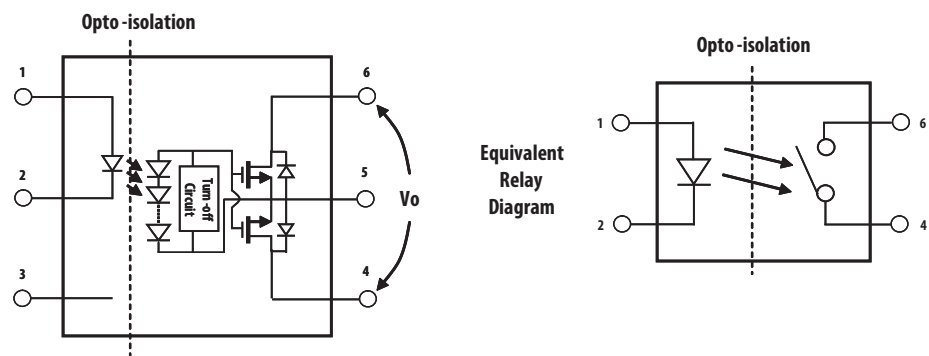 Opto -isolation
1
2
3
Turn -off
Circuit
6
5
4
Vo
Equivalent
Relay
Diagram
Opto -isolation
1
2
6
4